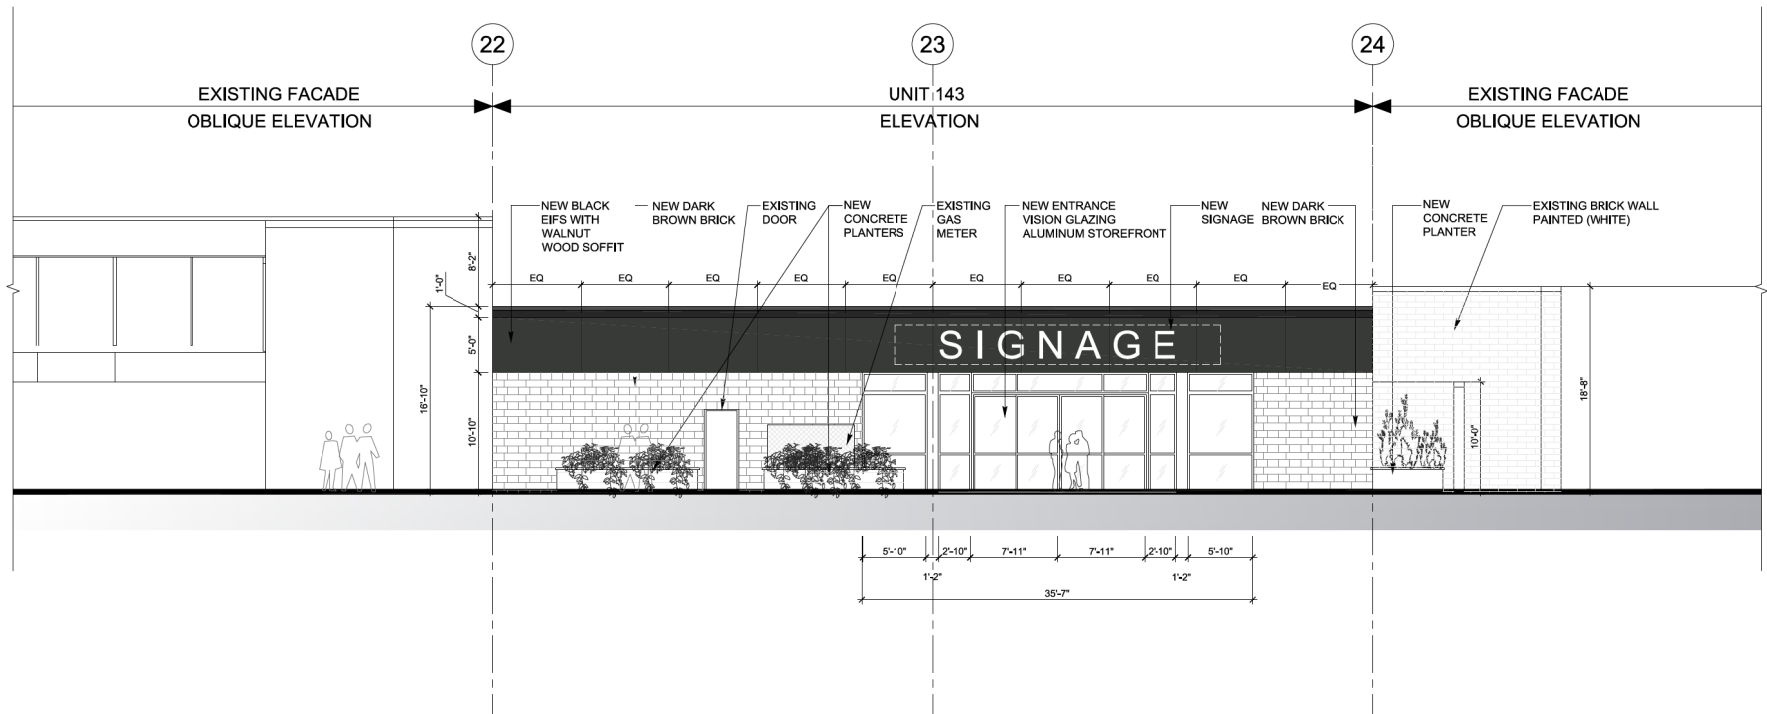 22
23
24
EXISTING FACADE
OBLIQUE ELEVATION
UNIT 143
ELEVATION
EXISTING FACADE
OBLIQUE ELEVATION
NEW BLACK
EIFS WITH
WALNUT
WOOD SOFFIT
NEW DARK
BROWN BRICK
EXISTING
DOOR
NEW
CONCRETE
PLANTERS
EXISTING
GAS
METER
NEW ENTRANCE
VISION GLAZING
ALUMINUM STOREFRONT
NEW
SIGNAGE
NEW DARK
BROWN BRICK
NEW
CONCRETE
PLANTER
EXISTING BRICK WALL
PAINTED (WHITE)
8'-2"
1'-0"
EQ
EQ
EQ
EQ
EQ
EQ
EQ
EQ
EQ
EQ
5'-0"
16'-10"
10'-10"
SIGNAGE
18'-8"
10'-0"
5'-10"
2'-10"
7'-11"
7'-11"
2'-10"
5'-10"
1'-2"
1'-2"
35'-7"